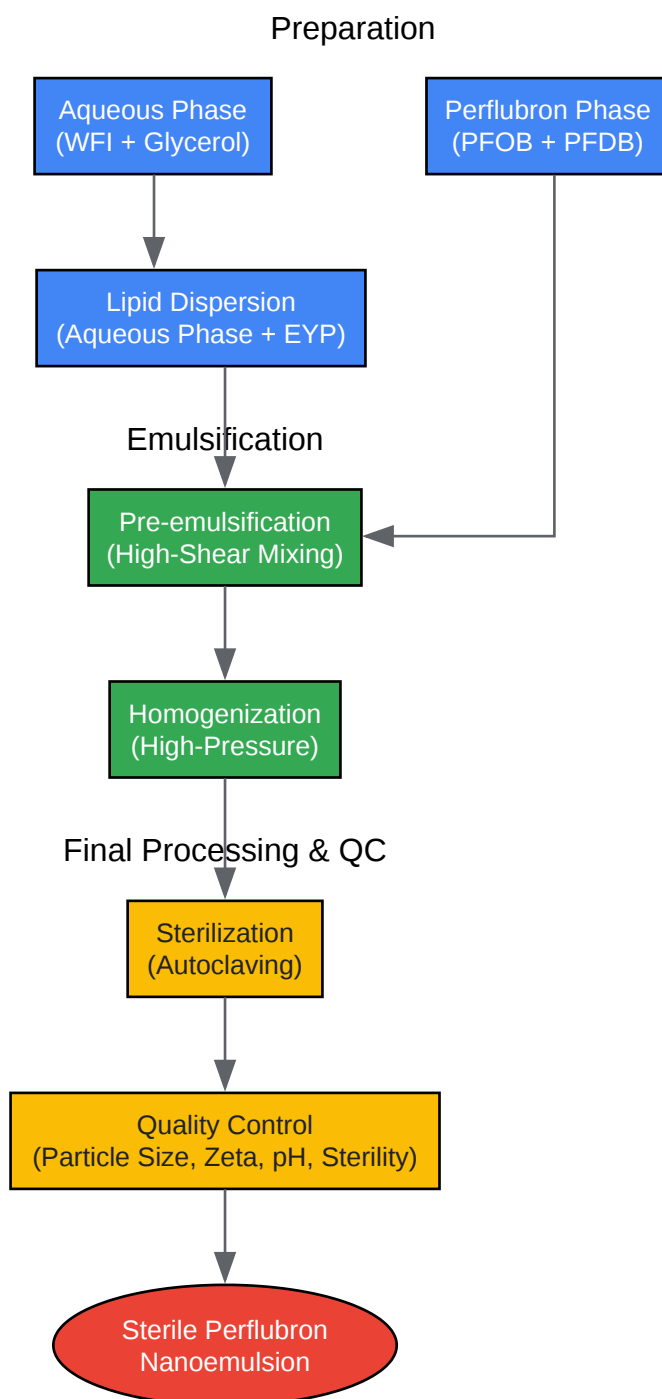 Preparation
Aqueous Phase
(WFI + Glycerol)
Perflubron Phase
(PFOB + PFDB)
Lipid Dispersion
(Aqueous Phase + EYP)
Emulsification
Pre-emulsification
(High-Shear Mixing)
Homogenization
(High-Pressure)
Final Processing & QC
Sterilization
(Autoclaving)
Quality Control
(Particle Size, Zeta, pH, Sterility)
Sterile Perflubron
Nanoemulsion